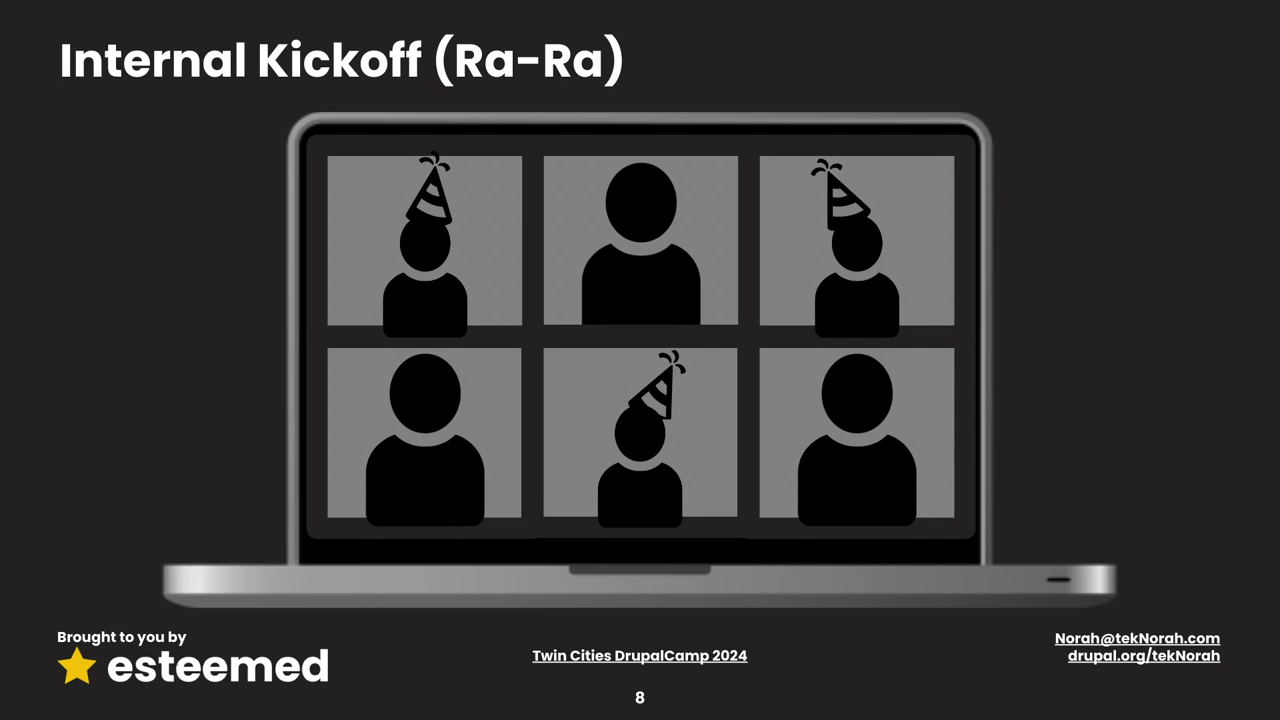 Internal Kickoff (Ra-Ra)
Brought to you by
esteemed
Twin Cities DrupalCamp 2024
Norah@tekNorah.com
drupal.org/tekNorah
8